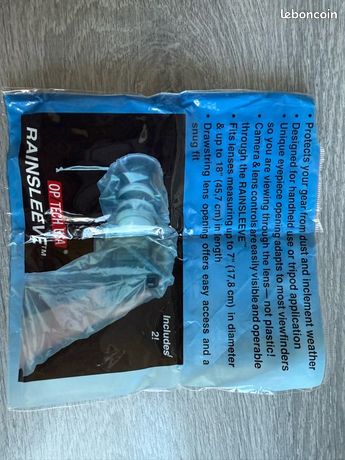 leboncoin
• Protects your gear from dust and inclement weather
• Designed for handheld use or tripod application
• Unique eyepiece opening adapts to most viewfinders
so you are viewing through the lens — not plastic!
• Camera & lens controls are easily visible and operable
through the RAINSLEEVE™
• Fits lenses measuring up to 7" (17,8 cm) in diameter
& up to 18" (45,7 cm) in length
• Drawstring lens opening offers easy access and a
snug fit
Includes
2!
OP/TECH USA
RAINSLEEVE™